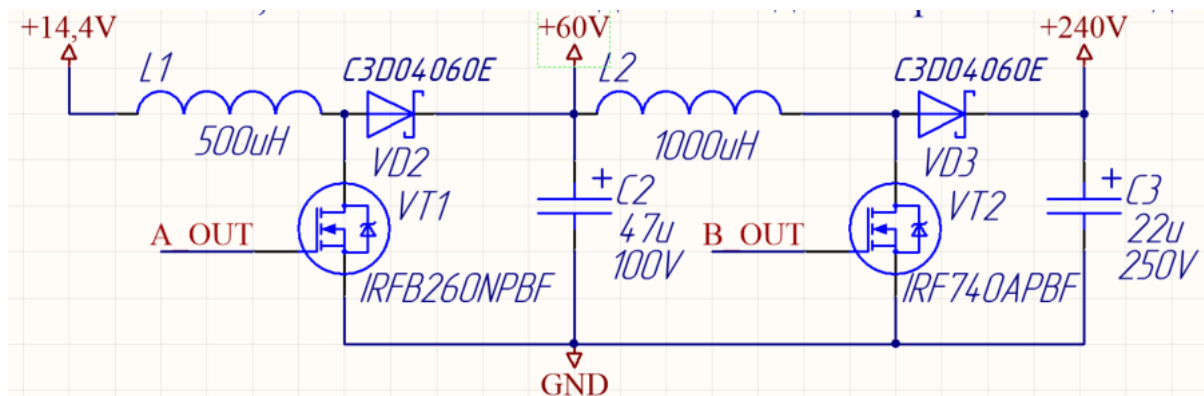 +14,4V
+60V
+240V
L1
C3D04060E
L2
C3D04060E
500uH
1000uH
VD2
VD3
VT1
+ C2
VT2
+ C3
A_OUT
47u
B_OUT
22u
100V
250V
IRFB260NPBF
IRF740APBF
GND